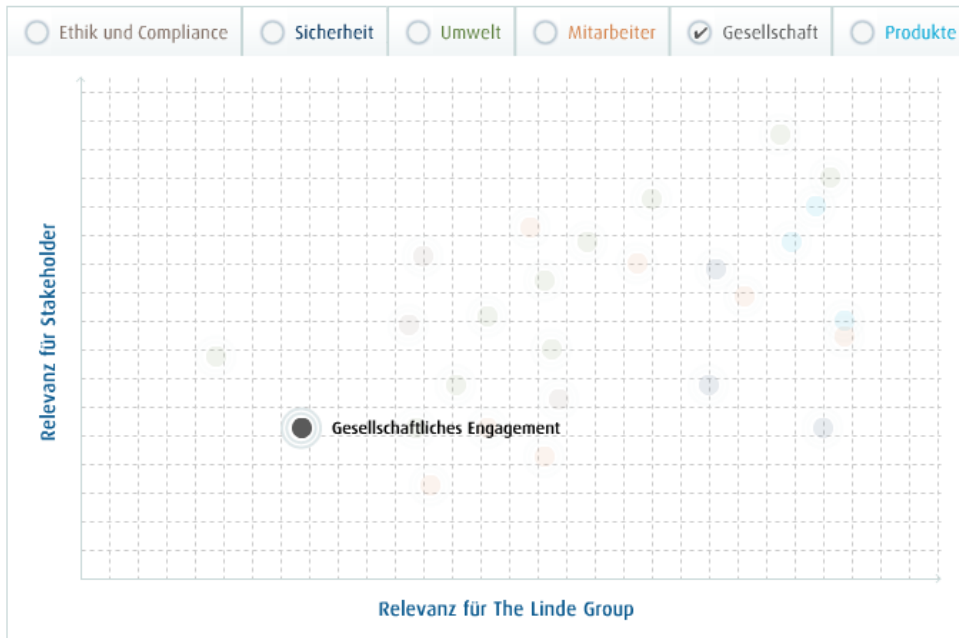 Ethik und Compliance Sicherheit Umwelt Mitarbeiter Gesellschaft Produkte
Relevanz für Stakeholder
Gesellschaftliches Engagement
Relevanz für The Linde Group